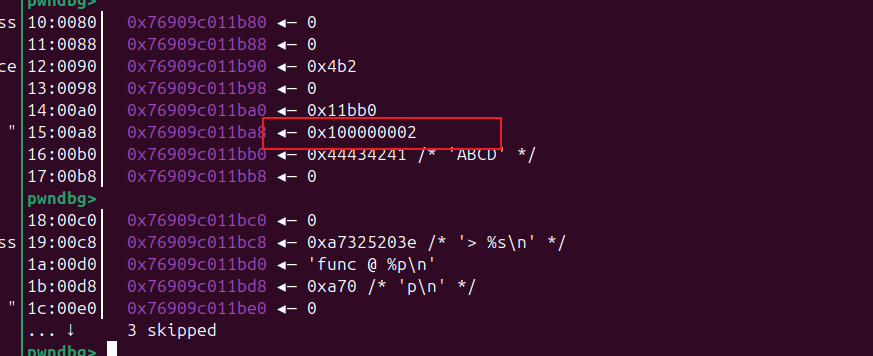 pwndbg>
ss 10:0080 0x76909c011b80 ◂— 0
11:0088 0x76909c011b88 ◂— 0
ce 12:0090 0x76909c011b90 ◂— 0x4b2
13:0098 0x76909c011b98 ◂— 0
14:00a0 0x76909c011ba0 ◂— 0x11bb0
" 15:00a8 0x76909c011ba8 ◂— 0x100000002
16:00b0 0x76909c011bb0 ◂— 0x44434241 /* 'ABCD' */
17:00b8 0x76909c011bb8 ◂— 0
pwndbg>
18:00c0 0x76909c011bc0 ◂— 0
ss 19:00c8 0x76909c011bc8 ◂— 0xa7325203e /* '> %s\n' */
1a:00d0 0x76909c011bd0 ◂— 'func @ %p\n'
1b:00d8 0x76909c011bd8 ◂— 0xa70 /* 'p\n' */
" 1c:00e0 0x76909c011be0 ◂— 0
... ↓ 3 skipped
pwndbg>